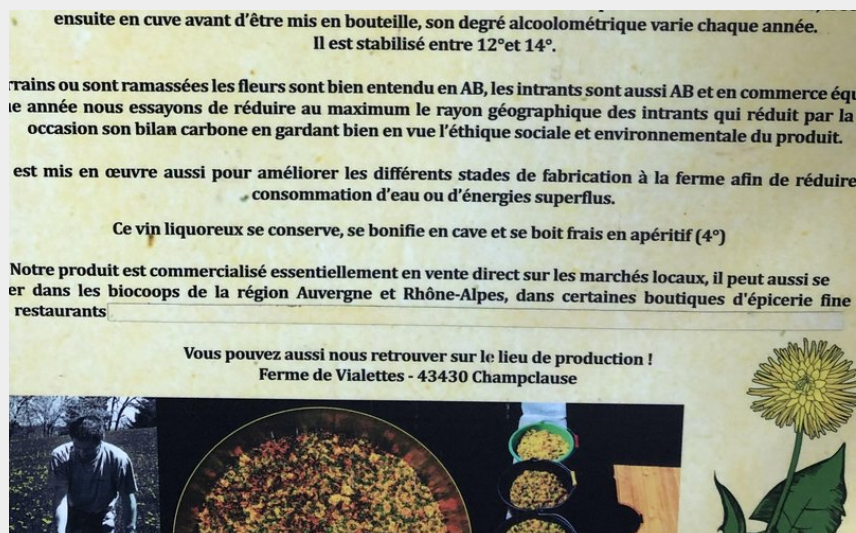 ensuite en cuve avant d'être mis en bouteille, son degré alcoolométrique varie chaque année.
Il est stabilisé entre 12°et 14°.
rrains ou sont ramassées les fleurs sont bien entendu en AB, les intrants sont aussi AB et en commerce équ
ne année nous essayons de réduire au maximum le rayon géographique des intrants qui réduit par la
occasion son bilan carbone en gardant bien en vue l'éthique sociale et environnementale du produit.
est mis en œuvre aussi pour améliorer les différents stades de fabrication à la ferme afin de réduire
consommation d'eau ou d'énergies superflus.
Ce vin liquoreux se conserve, se bonifie en cave et se boit frais en apéritif (4°)
Notre produit est commercialisé essentiellement en vente direct sur les marchés locaux, il peut aussi se
er dans les biocoops de la région Auvergne et Rhône-Alpes, dans certaines boutiques d'épicerie fine
restaurants
Vous pouvez aussi nous retrouver sur le lieu de production !
Ferme de Vialettes - 43430 Champclause